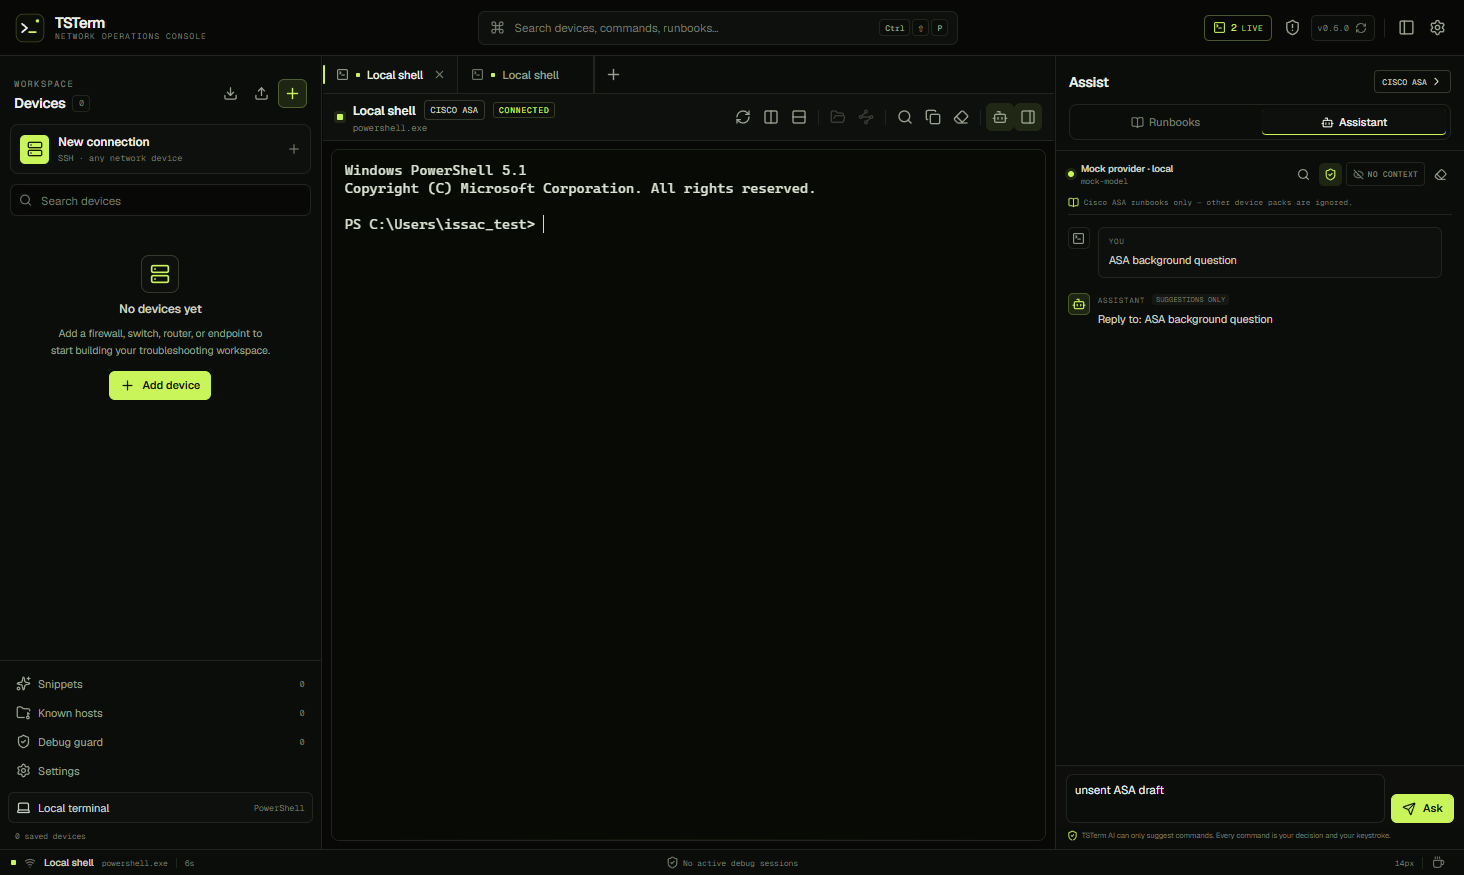 TSTerm
NETWORK OPERATIONS CONSOLE
Search devices, commands, runbooks...
Ctrl ⇧ P
2 LIVE
v0.6.0
WORKSPACE
Devices 0
New connection
SSH · any network device
Search devices
No devices yet
Add a firewall, switch, router, or endpoint to
start building your troubleshooting workspace.
Add device
Snippets 0
Known hosts 0
Debug guard 0
Settings
Local terminal PowerShell
0 saved devices
Local shell
Local shell
Local shell CISCO ASA CONNECTED
powershell.exe
Windows PowerShell 5.1
Copyright (C) Microsoft Corporation. All rights reserved.
PS C:\Users\issac_test>
Assist
CISCO ASA
Runbooks
Assistant
Mock provider · local
mock-model
NO CONTEXT
Cisco ASA runbooks only — other device packs are ignored.
YOU
ASA background question
ASSISTANT SUGGESTIONS ONLY
Reply to: ASA background question
unsent ASA draft
Ask
TSTerm AI can only suggest commands. Every command is your decision and your keystroke.
Local shell powershell.exe 6s
No active debug sessions
14px